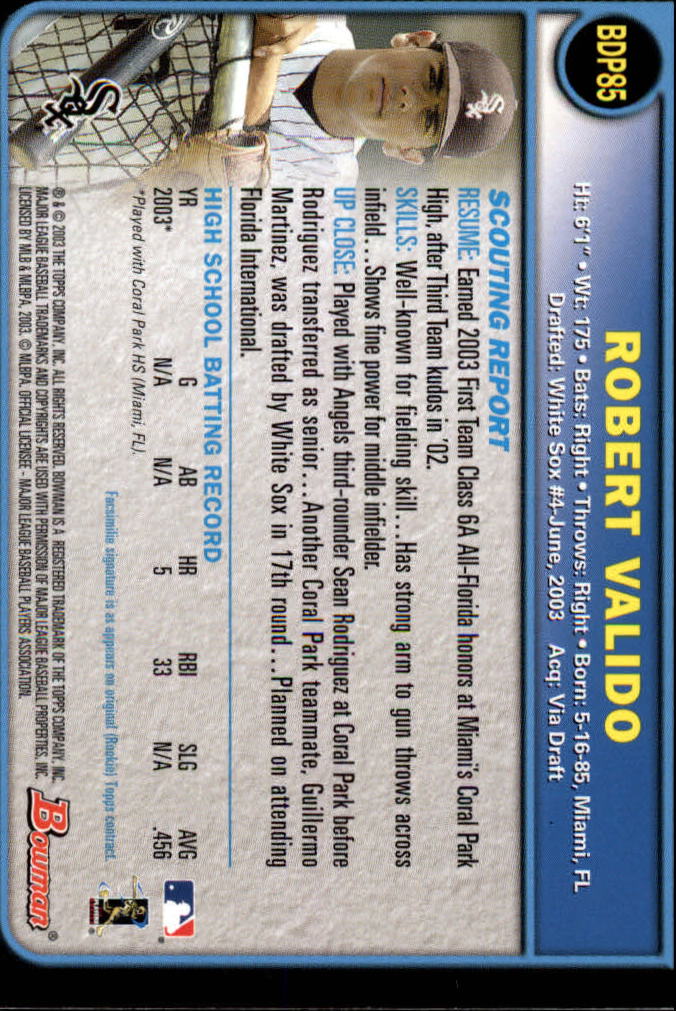 BDP85
ROBERT VALIDO
Ht: 6'1" • Wt: 175 • Bats: Right • Throws: Right • Born: 5-16-85, Miami, FL
Drafted: White Sox #4-June, 2003 Acq: Via Draft
SCOUTING REPORT
RESUME: Earned 2003 First Team Class 6A All-Florida honors at Miami's Coral Park
High, after Third Team kudos in '02.
SKILLS: Well-known for fielding skill...Has strong arm to gun throws across
infield...Shows fine power for middle infielder.
UP CLOSE: Played with Angels third-rounder Sean Rodriguez at Coral Park before
Rodriguez transferred as senior...Another Coral Park teammate, Guillermo
Martinez, was drafted by White Sox in 17th round...Planned on attending
Florida International.
HIGH SCHOOL BATTING RECORD
YR G AB HR RBI SLG AVG
2003* N/A N/A 5 33 N/A .456
*Played with Coral Park HS (Miami, FL).
Facsimilie signature is as appears on original (Rookie) Topps contract.
® & © 2003 THE TOPPS COMPANY, INC. ALL RIGHTS RESERVED. BOWMAN IS A REGISTERED TRADEMARK OF THE TOPPS COMPANY, INC.
MAJOR LEAGUE BASEBALL TRADEMARKS AND COPYRIGHTS ARE USED WITH PERMISSION OF MAJOR LEAGUE BASEBALL PROPERTIES, INC.
LICENSED BY MLB & MLBPA. 2003. © MLBPA. OFFICIAL LICENSEE - MAJOR LEAGUE BASEBALL PLAYERS ASSOCIATION.
Sox
Sox
Bowman®